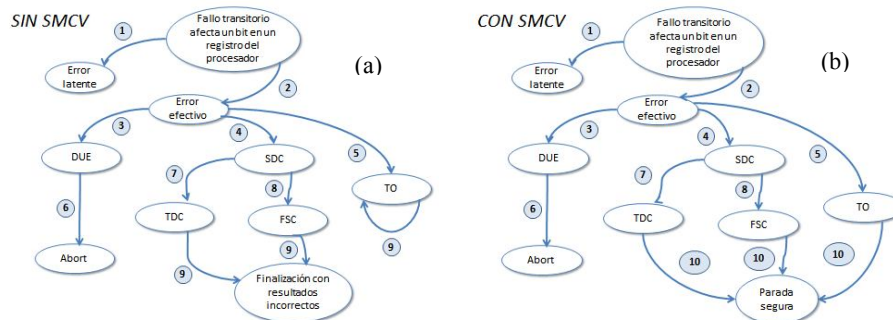 SIN SMCV
Fallo transitorio
afecta un bit en un
registro del
procesador
1
(a)
Error
latente
2
Error
efectivo
3
4
5
DUE
SDC
7
8
TO
6
TDC
FSC
9
Abort
9
9
Finalización con
resultados
incorrectos
CON SMCV
Fallo transitorio
afecta un bit en un
registro del
procesador
1
(b)
Error
latente
2
Error
efectivo
3
4
5
DUE
SDC
7
8
TO
6
TDC
FSC
10
10
10
Abort
Parada
segura